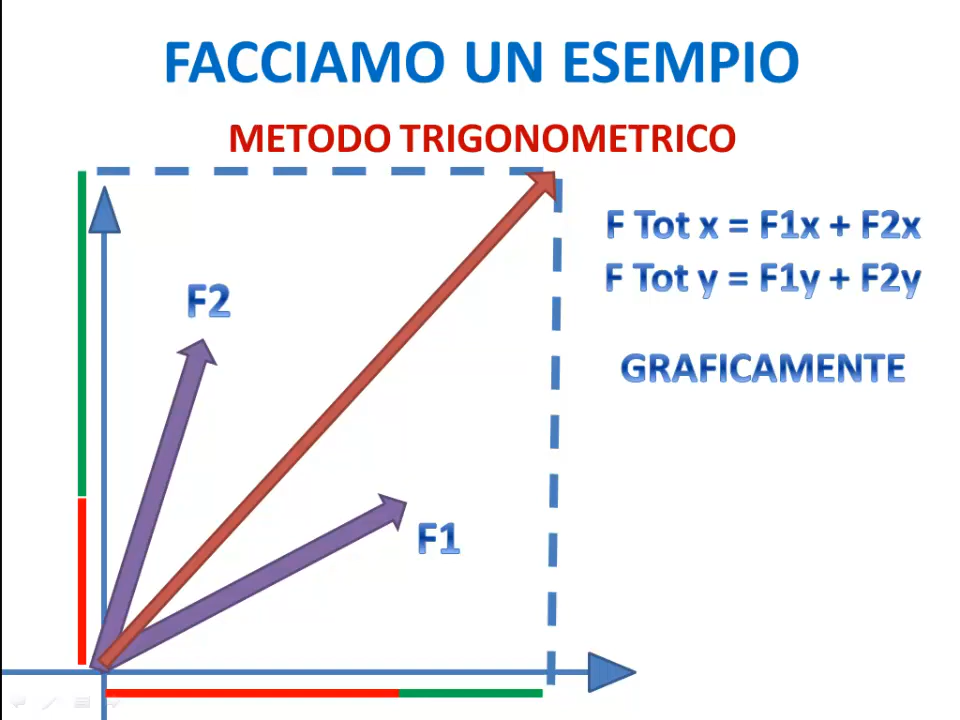 FACCIAMO UN ESEMPIO
METODO TRIGONOMETRICO
F Tot x = F1x + F2x
F Tot y = F1y + F2y
F2
GRAFICAMENTE
F1